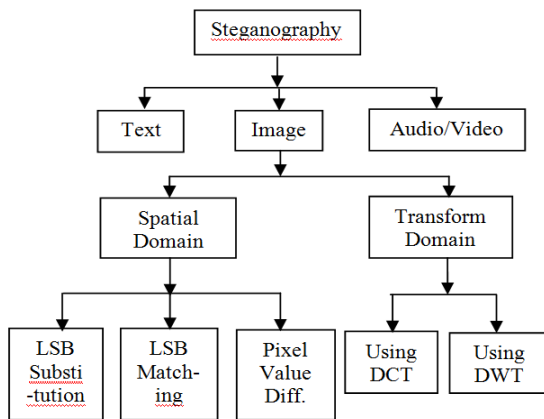 Steganography
Text
Image
Audio/Video
Spatial
Domain
Transform
Domain
LSB
Substi
-tution
LSB
Match-
ing
Pixel
Value
Diff.
Using
DCT
Using
DWT